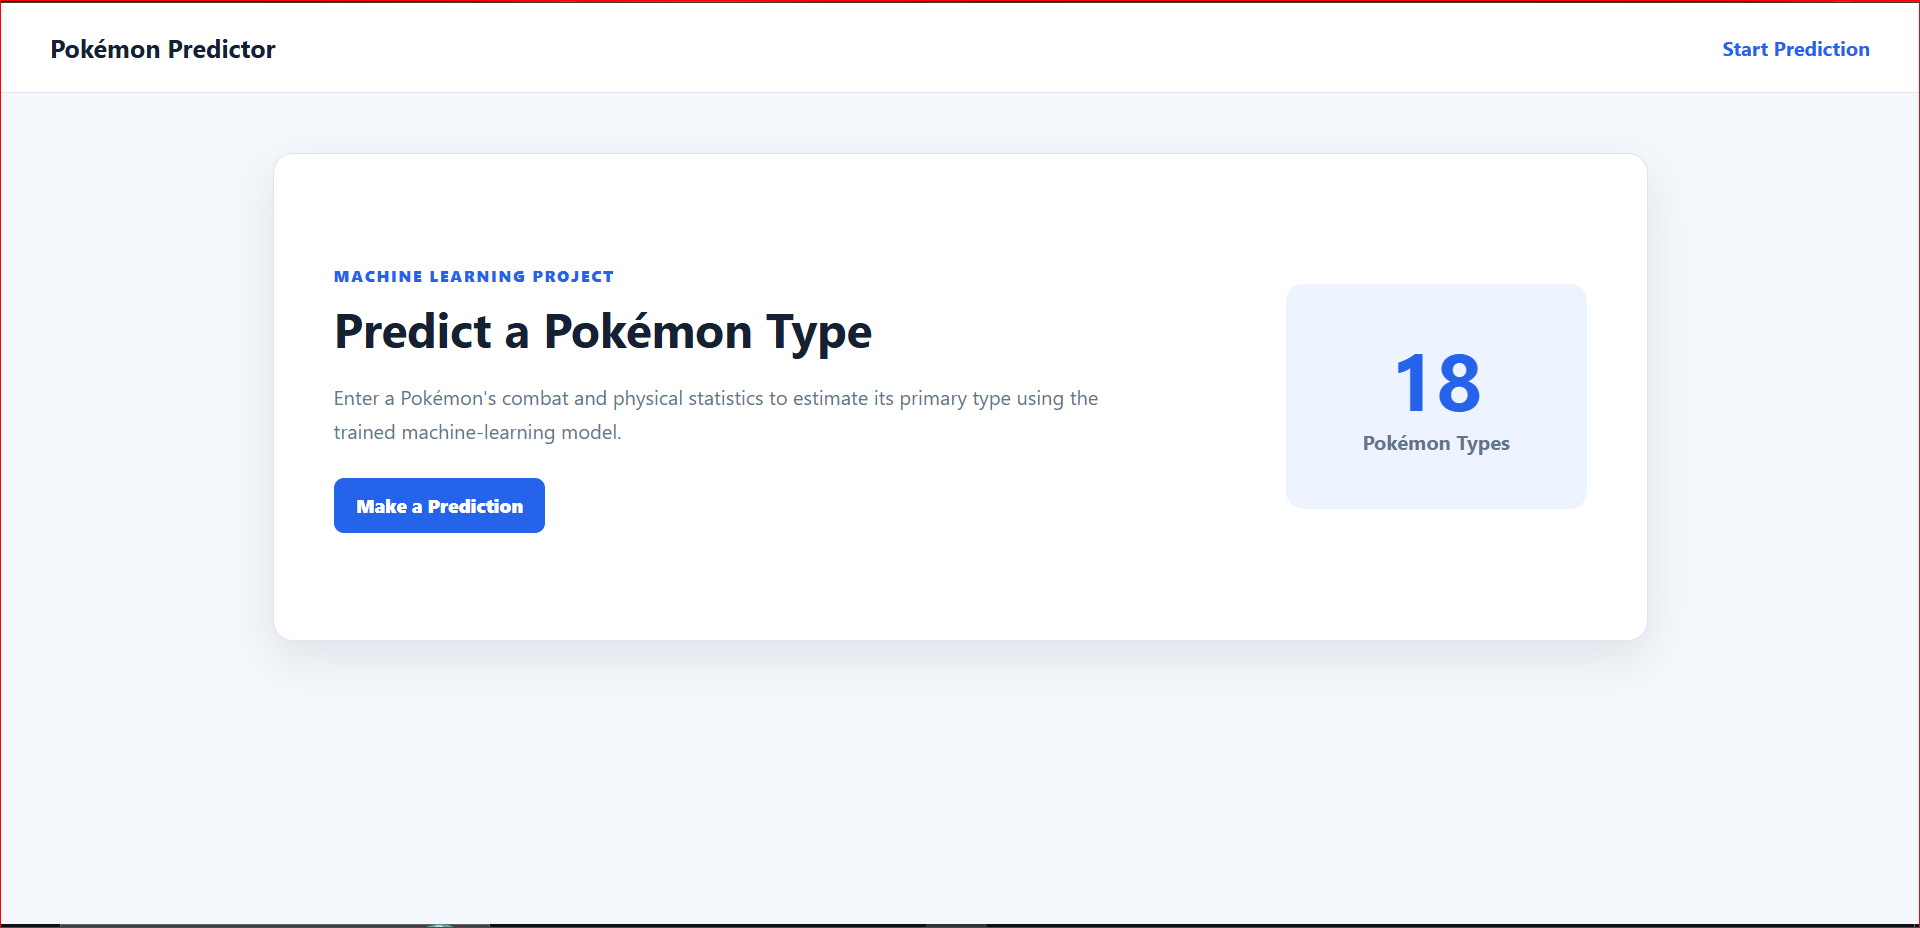 Pokémon Predictor
Start Prediction
MACHINE LEARNING PROJECT
Predict a Pokémon Type
Enter a Pokémon's combat and physical statistics to estimate its primary type using the
trained machine-learning model.
Make a Prediction
18
Pokémon Types